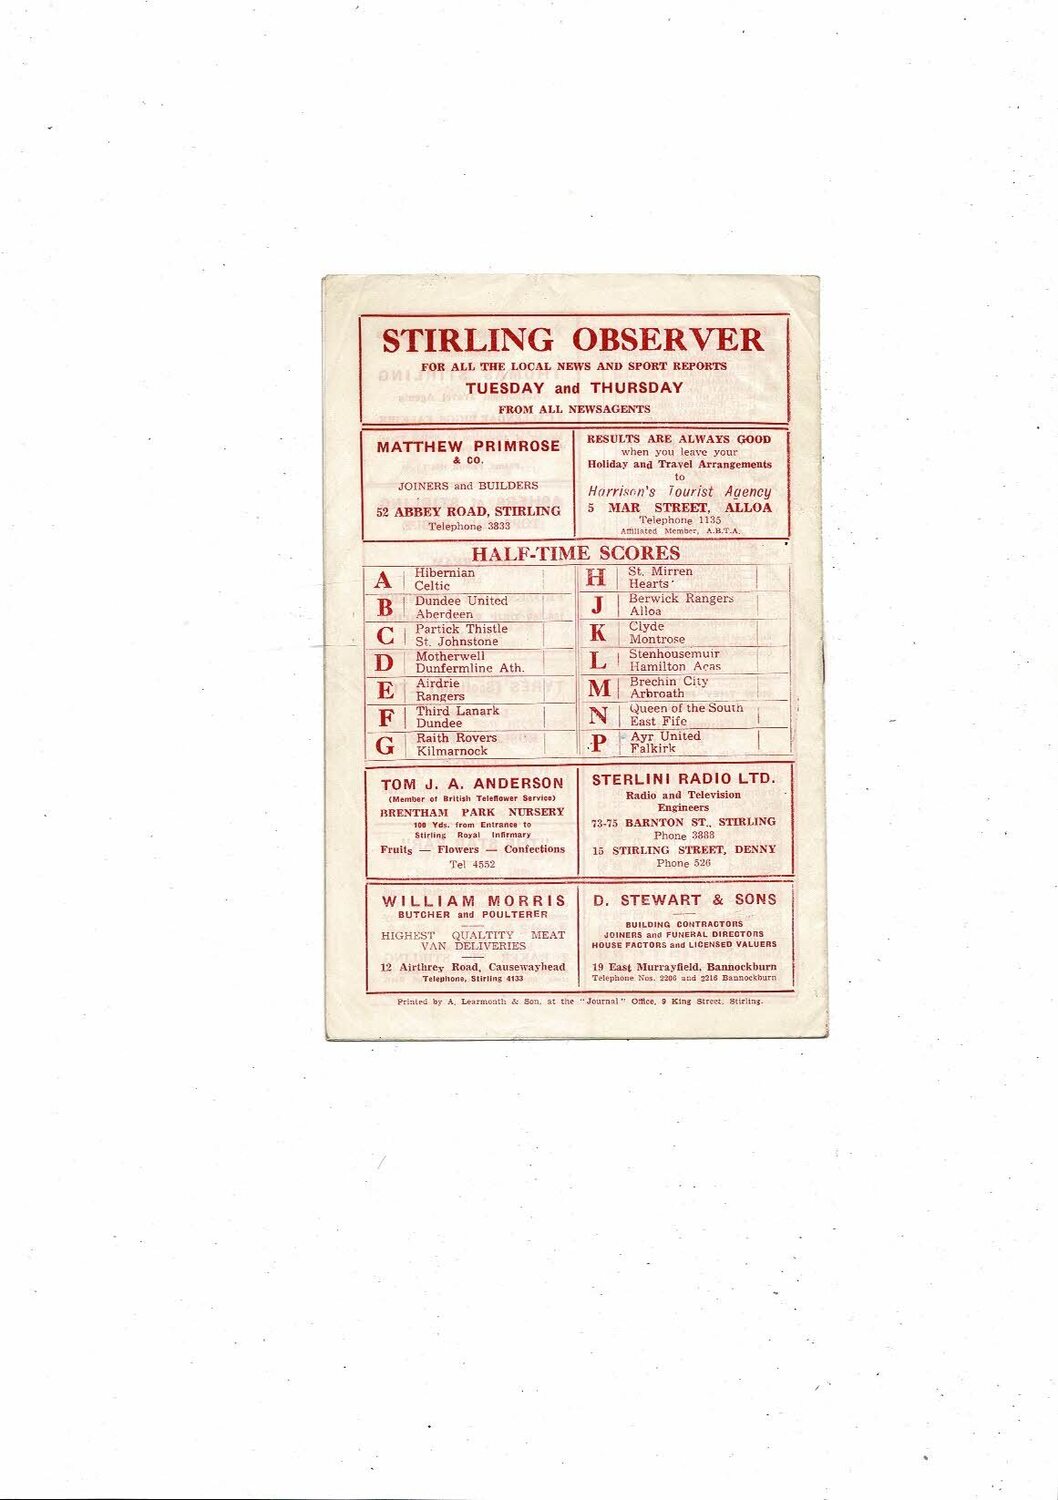 STIRLING OBSERVER
FOR ALL THE LOCAL NEWS AND SPORT REPORTS
TUESDAY and THURSDAY
FROM ALL NEWSAGENTS
MATTHEW PRIMROSE
& CO.
JOINERS and BUILDERS
52 ABBEY ROAD, STIRLING
Telephone 3833
RESULTS ARE ALWAYS GOOD
when you leave your
Holiday and Travel Arrangements
to
Harrison's Tourist Agency
5 MAR STREET, ALLOA
Telephone 1135
Affiliated Member, A.B.T.A.
HALF-TIME SCORES
A Hibernian
Celtic
B Dundee United
Aberdeen
C Partick Thistle
St. Johnstone
D Motherwell
Dunfermline Ath.
E Airdrie
Rangers
F Third Lanark
Dundee
G Raith Rovers
Kilmarnock
H St. Mirren
Hearts
J Berwick Rangers
Alloa
K Clyde
Montrose
L Stenhousemuir
Hamilton Acas
M Brechin City
Arbroath
N Queen of the South
East Fife
P Ayr United
Falkirk
TOM J. A. ANDERSON
(Member of British Teleflower Service)
BRENTHAM PARK NURSERY
100 Yds. from Entrance to
Stirling Royal Infirmary
Fruits — Flowers — Confections
Tel 4552
STERLINI RADIO LTD.
Radio and Television
Engineers
73-75 BARNTON ST., STIRLING
Phone 3888
15 STIRLING STREET, DENNY
Phone 526
WILLIAM MORRIS
BUTCHER and POULTERER
HIGHEST QUALTITY MEAT
VAN DELIVERIES
12 Airthrey Road, Causewayhead
Telephone, Stirling 4133
D. STEWART & SONS
BUILDING CONTRACTORS
JOINERS and FUNERAL DIRECTORS
HOUSE FACTORS and LICENSED VALUERS
19 East Murrayfield, Bannockburn
Telephone Nos. 2206 and 2216 Bannockburn
Printed by A. Learmonth & Son, at the "Journal" Office, 9 King Street, Stirling.